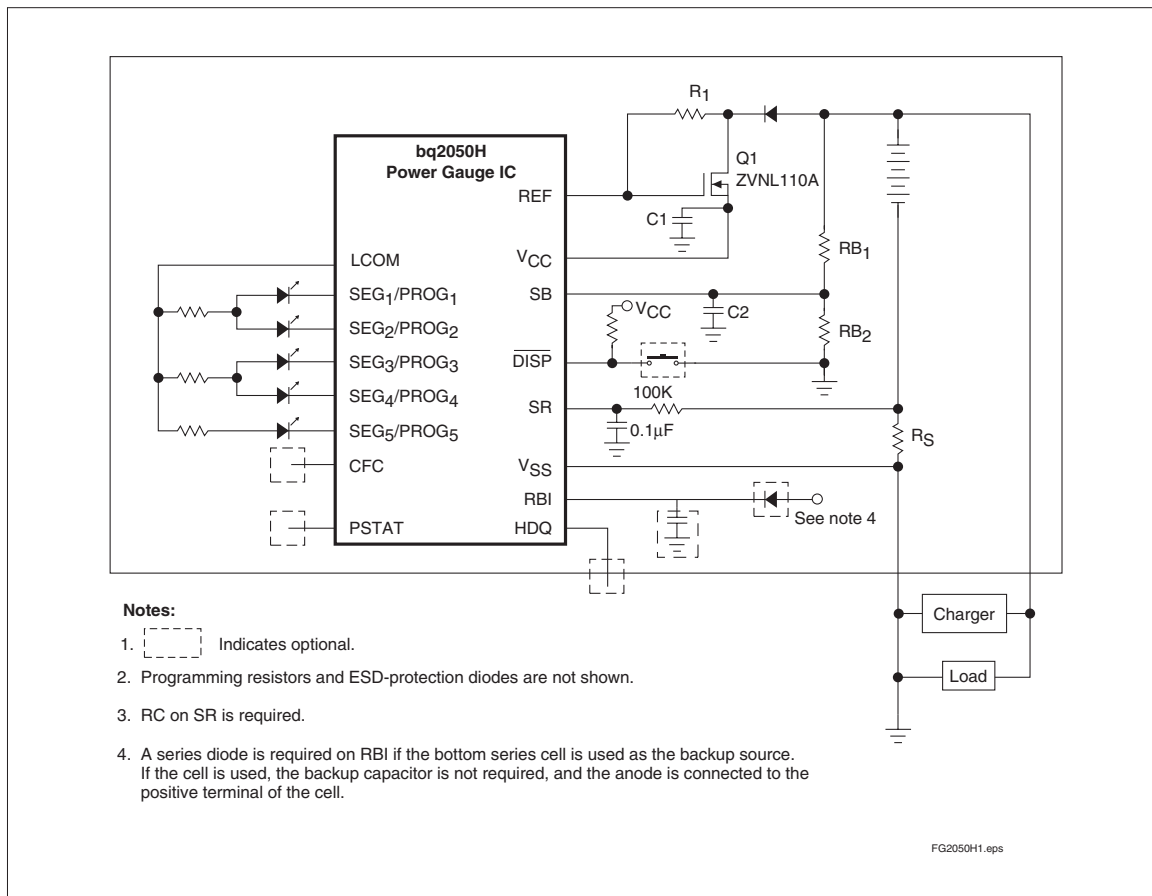 bq2050H
Power Gauge IC
REF
VCC
SB
DISP
SR
VSS
RBI
HDQ
LCOM
SEG1/PROG1
SEG2/PROG2
SEG3/PROG3
SEG4/PROG4
SEG5/PROG5
CFC
PSTAT
R1
Q1
ZVNL110A
C1
RB1
C2
VCC
RB2
100K
0.1µF
RS
See note 4
Charger
Load
Notes:
1. Indicates optional.
2. Programming resistors and ESD-protection diodes are not shown.
3. RC on SR is required.
4. A series diode is required on RBI if the bottom series cell is used as the backup source.
If the cell is used, the backup capacitor is not required, and the anode is connected to the
positive terminal of the cell.
FG2050H1.eps